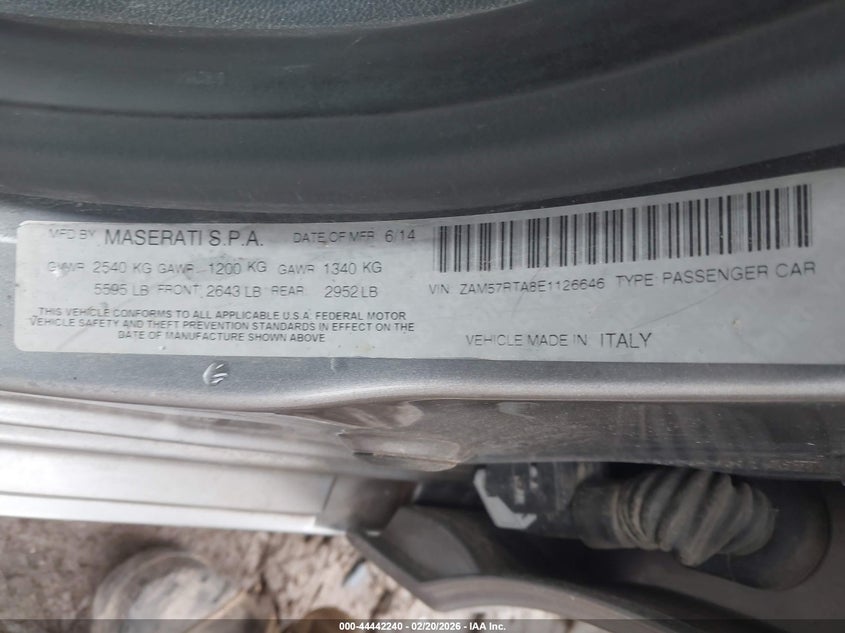 MFD BY MASERATI S.P.A. DATE OF MFR 6/14
GVWR 2540 KG GAWR 1200 KG GAWR 1340 KG
5595 LB FRONT 2643 LB REAR 2952 LB
THIS VEHICLE CONFORMS TO ALL APPLICABLE U.S.A. FEDERAL MOTOR
VEHICLE SAFETY AND THEFT PREVENTION STANDARDS IN EFFECT ON THE
DATE OF MANUFACTURE SHOWN ABOVE
VIN ZAM57RTA8E1126646 TYPE PASSENGER CAR
VEHICLE MADE IN ITALY
000-44442240 - 02/20/2026 - IAA Inc.